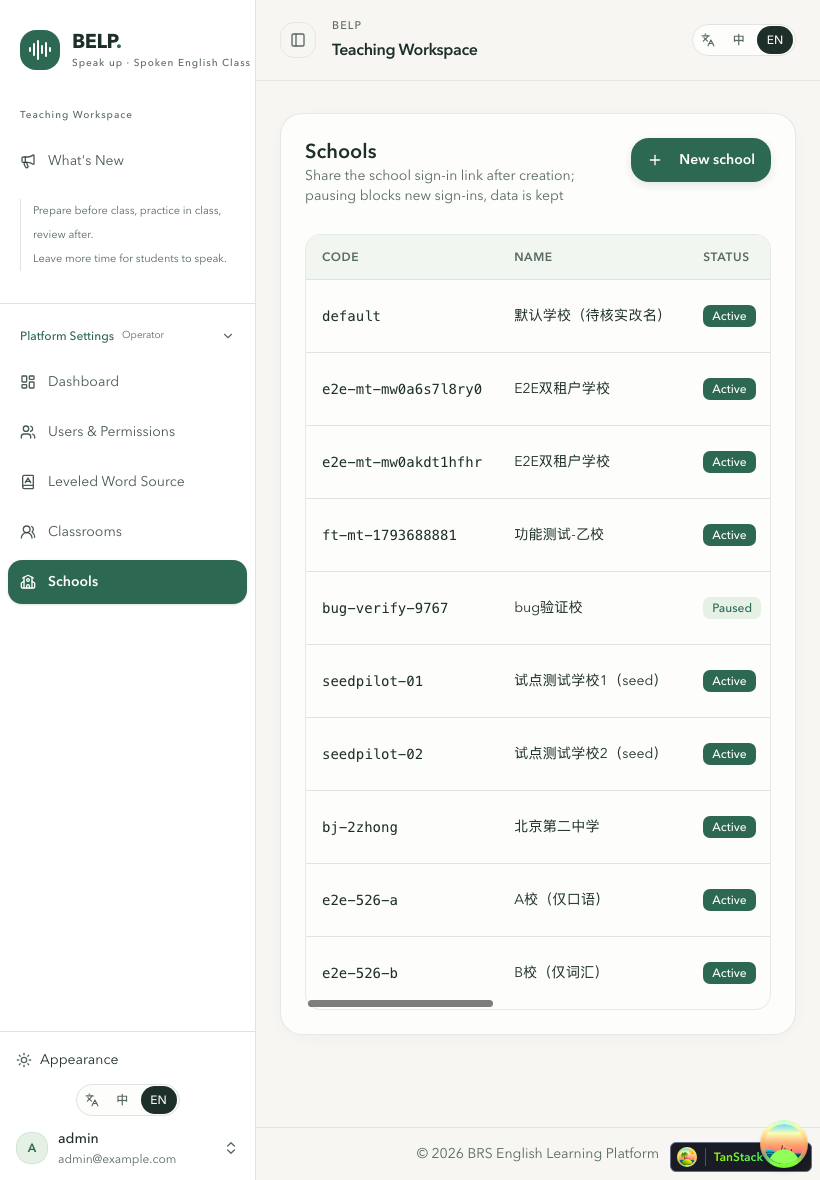 BELP.
Speak up · Spoken English Class
Teaching Workspace
What's New
Prepare before class, practice in class,
review after.
Leave more time for students to speak.
Platform Settings Operator
Dashboard
Users & Permissions
Leveled Word Source
Classrooms
Schools
Appearance
中 EN
A
admin
admin@example.com
BELP
Teaching Workspace
中 EN
Schools
Share the school sign-in link after creation;
pausing blocks new sign-ins, data is kept
New school
CODE NAME STATUS
default 默认学校（待核实改名） Active
e2e-mt-mw0a6s7l8ry0 E2E双租户学校 Active
e2e-mt-mw0akdt1hfhr E2E双租户学校 Active
ft-mt-1793688881 功能测试-乙校 Active
bug-verify-9767 bug验证校 Paused
seedpilot-01 试点测试学校1（seed） Active
seedpilot-02 试点测试学校2（seed） Active
bj-2zhong 北京第二中学 Active
e2e-526-a A校（仅口语） Active
e2e-526-b B校（仅词汇） Active
© 2026 BRS English Learning Platform
TanStack